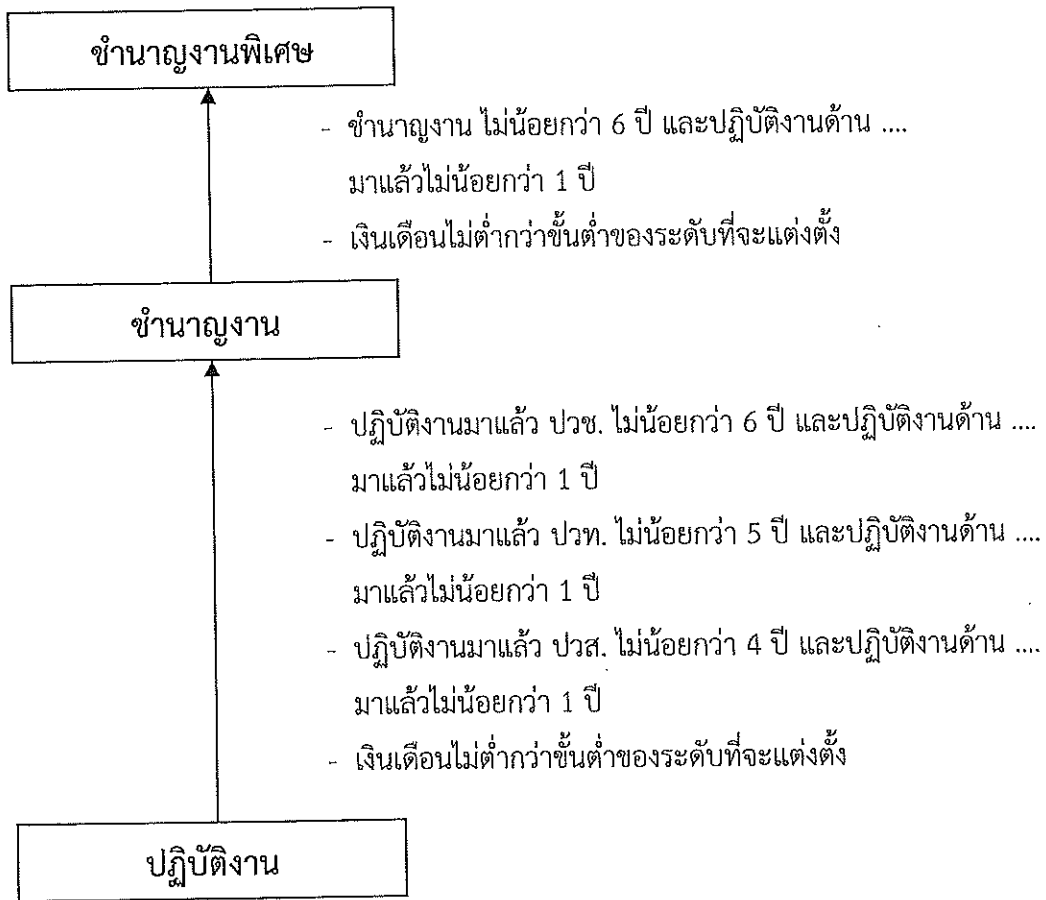 ชำนาญงานพิเศษ
- ชำนาญงาน ไม่น้อยกว่า 6 ปี และปฏิบัติงานด้าน ....
มาแล้วไม่น้อยกว่า 1 ปี
- เงินเดือนไม่ต่ำกว่าขั้นต่ำของระดับที่จะแต่งตั้ง
ชำนาญงาน
- ปฏิบัติงานมาแล้ว ปวช. ไม่น้อยกว่า 6 ปี และปฏิบัติงานด้าน ....
มาแล้วไม่น้อยกว่า 1 ปี
- ปฏิบัติงานมาแล้ว ปวท. ไม่น้อยกว่า 5 ปี และปฏิบัติงานด้าน ....
มาแล้วไม่น้อยกว่า 1 ปี
- ปฏิบัติงานมาแล้ว ปวส. ไม่น้อยกว่า 4 ปี และปฏิบัติงานด้าน ....
มาแล้วไม่น้อยกว่า 1 ปี
- เงินเดือนไม่ต่ำกว่าขั้นต่ำของระดับที่จะแต่งตั้ง
ปฏิบัติงาน